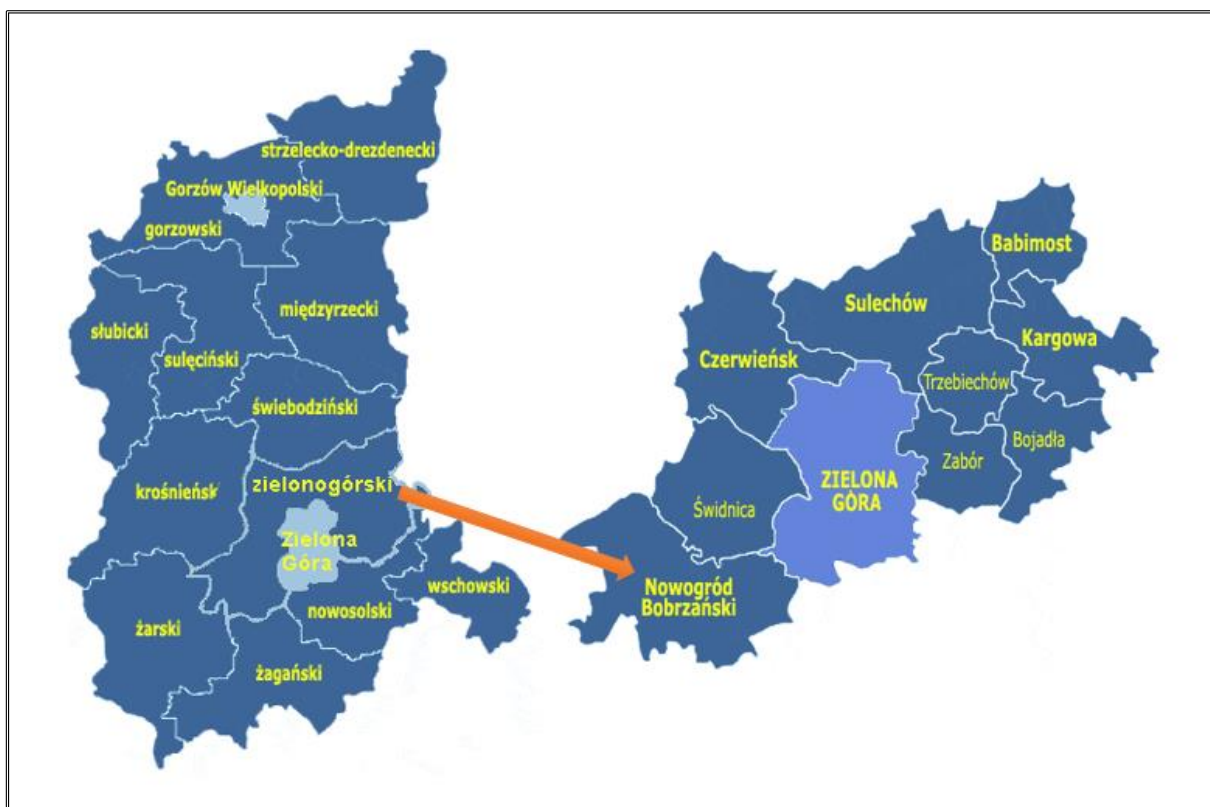 strzelecko-drezdenecki
Gorzów Wielkopolski
gorzowski
międzyrzecki
słubicki
sulęciński
świebodziński
krośnieńsk
zielonogórski
Zielona
Góra
wschowski
nowosolski
żarski
żagański
Babimost
Sulechów
Kargowa
Czerwieńsk
Trzebiechów
Bojadła
Zabór
ZIELONA
GÓRA
Świdnica
Nowogród
Bobrzański